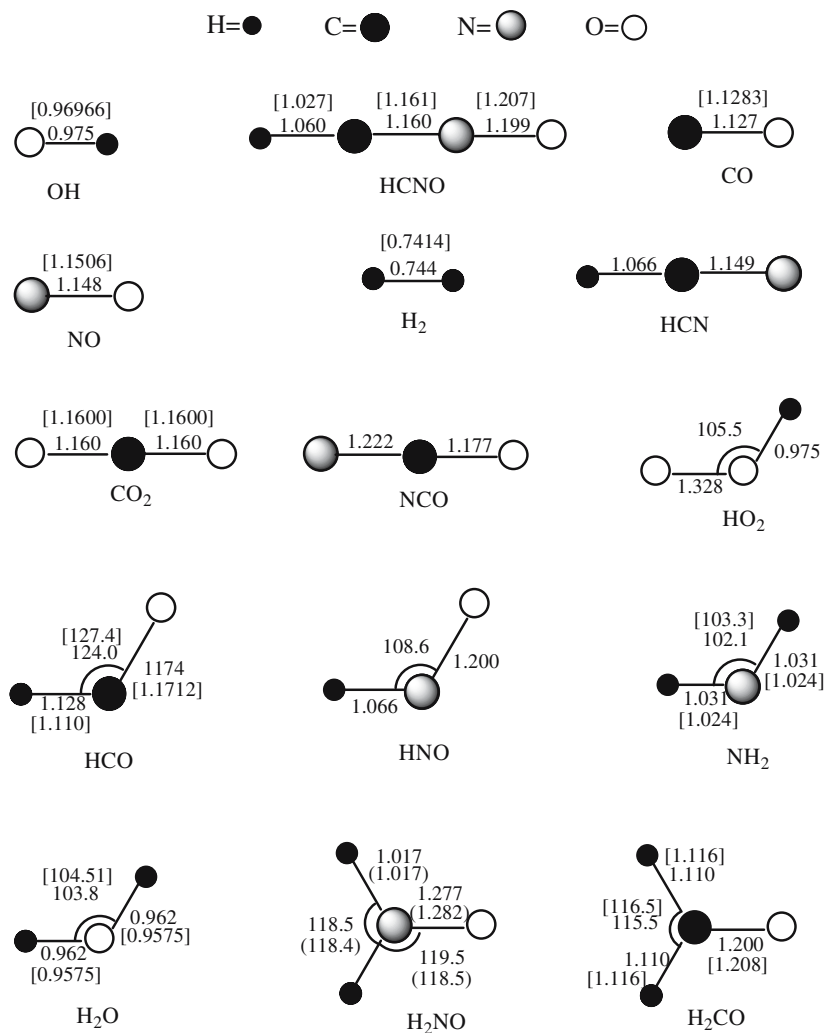 H= C= N= O=
[0.96966]
0.975
OH
[1.027] [1.161] [1.207]
1.060 1.160 1.199
HCNO
[1.1283]
1.127
CO
[1.1506]
1.148
NO
[0.7414]
0.744
H₂
1.066 1.149
HCN
[1.1600] [1.1600]
1.160 1.160
CO₂
1.222 1.177
NCO
105.5
0.975
1.328
HO₂
[127.4]
124.0
1174
[1.1712]
1.128
[1.110]
HCO
108.6
1.200
1.066
HNO
[103.3]
102.1
1.031
[1.024]
1.031
[1.024]
NH₂
[104.51]
103.8
0.962
[0.9575]
0.962
[0.9575]
H₂O
1.017
(1.017)
1.277
(1.282)
118.5
(118.4)
119.5
(118.5)
H₂NO
[1.116]
1.110
[116.5]
115.5
1.200
[1.208]
1.110
[1.116]
H₂CO